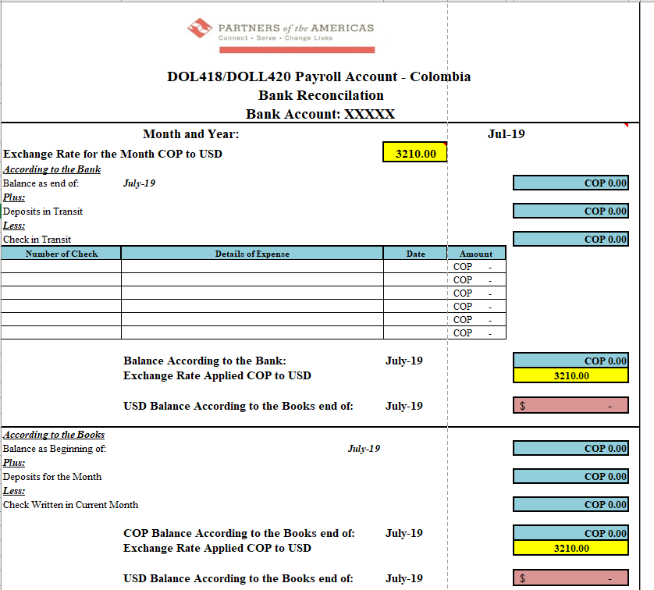 PARTNERS of the AMERICAS
Connect • Serve • Change Lives
DOL418/DOLL420 Payroll Account - Colombia
Bank Reconcilation
Bank Account: XXXXX
Month and Year: Jul-19
Exchange Rate for the Month COP to USD 3210.00
According to the Bank
Balance as end of: July-19 COP 0.00
Plus:
Deposits in Transit COP 0.00
Less:
Check in Transit COP 0.00
Number of Check Details of Expense Date Amount
COP -
COP -
COP -
COP -
COP -
COP -
Balance According to the Bank: July-19 COP 0.00
Exchange Rate Applied COP to USD 3210.00
USD Balance According to the Books end of: July-19 $ -
According to the Books
Balance as Beginning of: July-19 COP 0.00
Plus:
Deposits for the Month COP 0.00
Less:
Check Written in Current Month COP 0.00
COP Balance According to the Books end of: July-19 COP 0.00
Exchange Rate Applied COP to USD 3210.00
USD Balance According to the Books end of: July-19 $ -